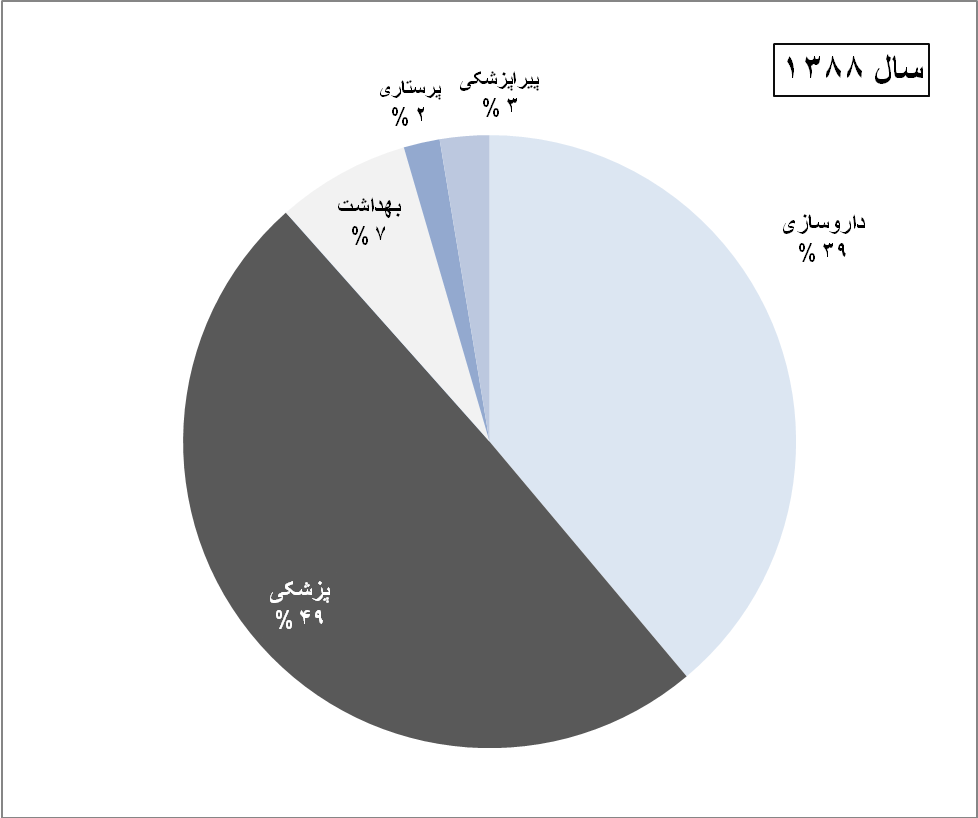 سال ۱۳۸۸
پیراپزشکی
% ۳
پرستاری
% ۲
بهداشت
% ۷
داروسازی
% ۳۹
پزشکی
% ۴۹